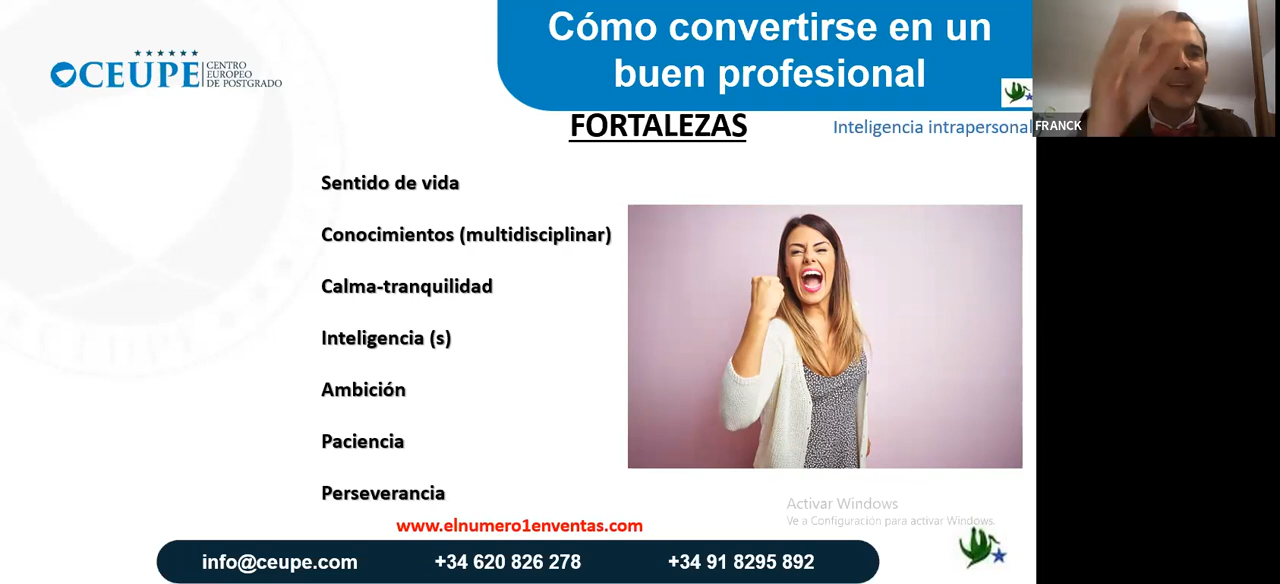 CEUPE
CENTRO
EUROPEO
DE POSTGRADO
Cómo convertirse en un
buen profesional
FORTALEZAS
Inteligencia intrapersonal
FRANCK
Sentido de vida
Conocimientos (multidisciplinar)
Calma-tranquilidad
Inteligencia (s)
Ambición
Paciencia
Perseverancia
www.elnumero1enventas.com
Activar Windows
Ve a Configuración para activar Windows.
info@ceupe.com
+34 620 826 278
+34 91 8295 892